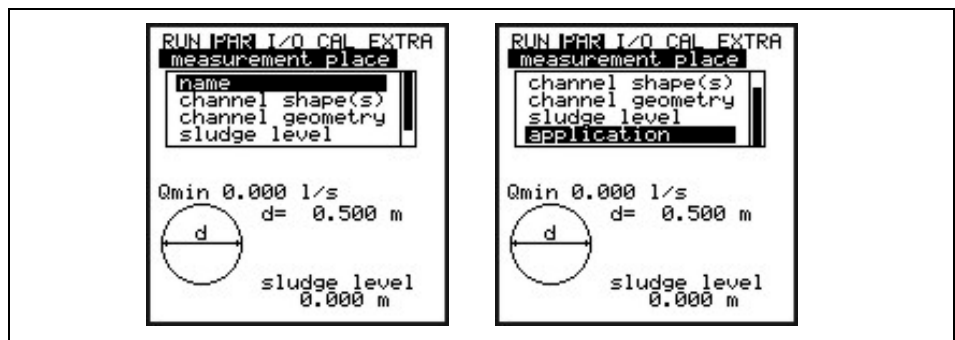 RUN PAR I/O CAL EXTRA
measurement place
name
channel shape(s)
channel geometry
sludge level
Qmin 0.000 l/s
d= 0.500 m
d
sludge level
0.000 m
RUN PAR I/O CAL EXTRA
measurement place
channel shape(s)
channel geometry
sludge level
application
Qmin 0.000 l/s
d= 0.500 m
d
sludge level
0.000 m